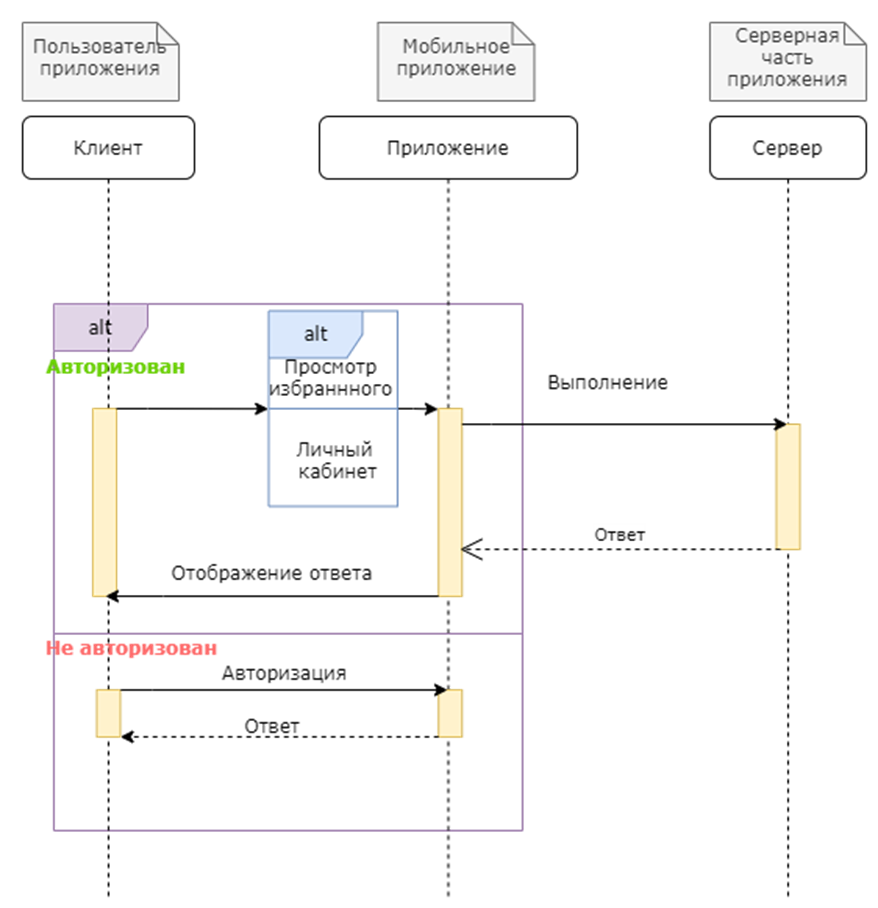 Пользователь
приложения
Мобильное
приложение
Серверная
часть
приложения
Клиент
Приложение
Сервер
alt
alt
Авторизован
Просмотр
избраннного
Выполнение
Личный
кабинет
Ответ
Отображение ответа
Не авторизован
Авторизация
Ответ